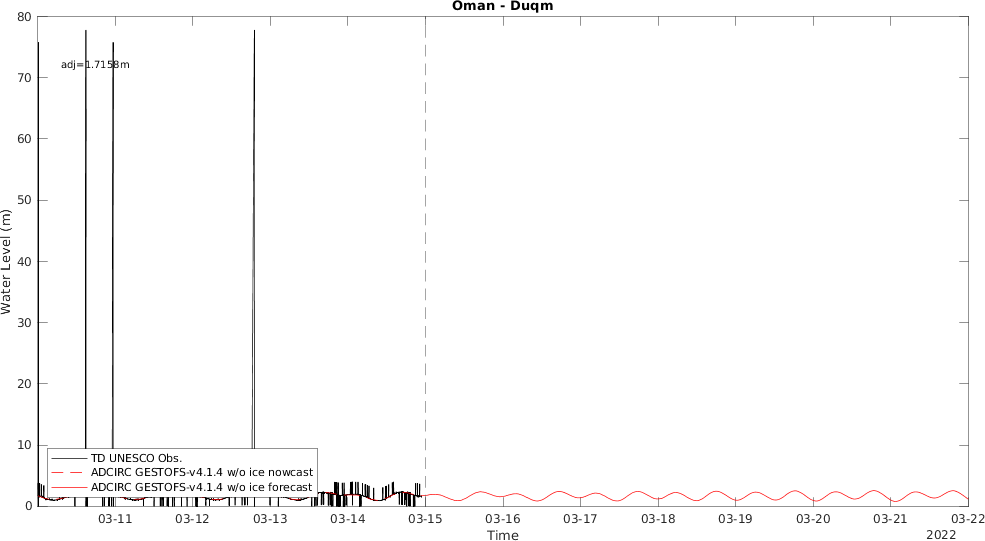 Oman - Duqm
80
70
60
50
40
30
20
10
0
Water Level (m)
adj=1.7158m
TD UNESCO Obs.
ADCIRC GESTOFS-v4.1.4 w/o ice nowcast
ADCIRC GESTOFS-v4.1.4 w/o ice forecast
03-11 03-12 03-13 03-14 03-15 03-16 03-17 03-18 03-19 03-20 03-21 03-22
Time
2022